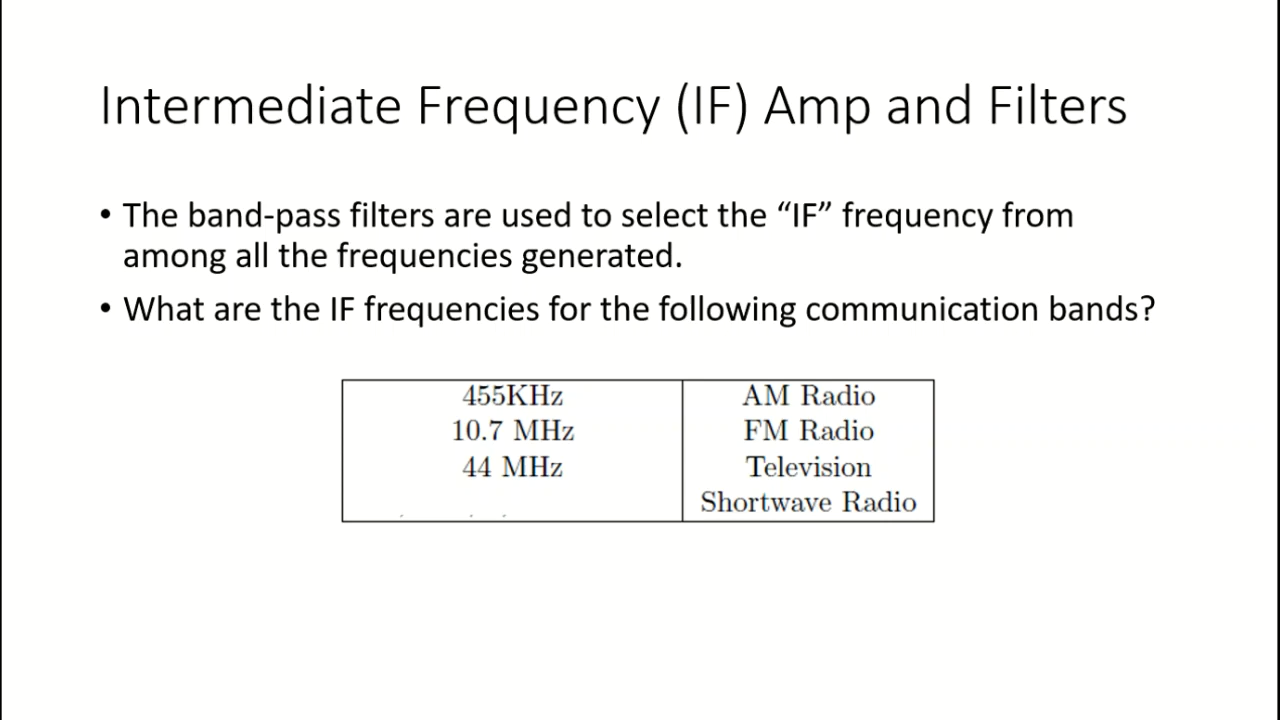 Intermediate Frequency (IF) Amp and Filters
• The band-pass filters are used to select the “IF” frequency from
among all the frequencies generated.
• What are the IF frequencies for the following communication bands?
455KHz AM Radio
10.7 MHz FM Radio
44 MHz Television
Shortwave Radio